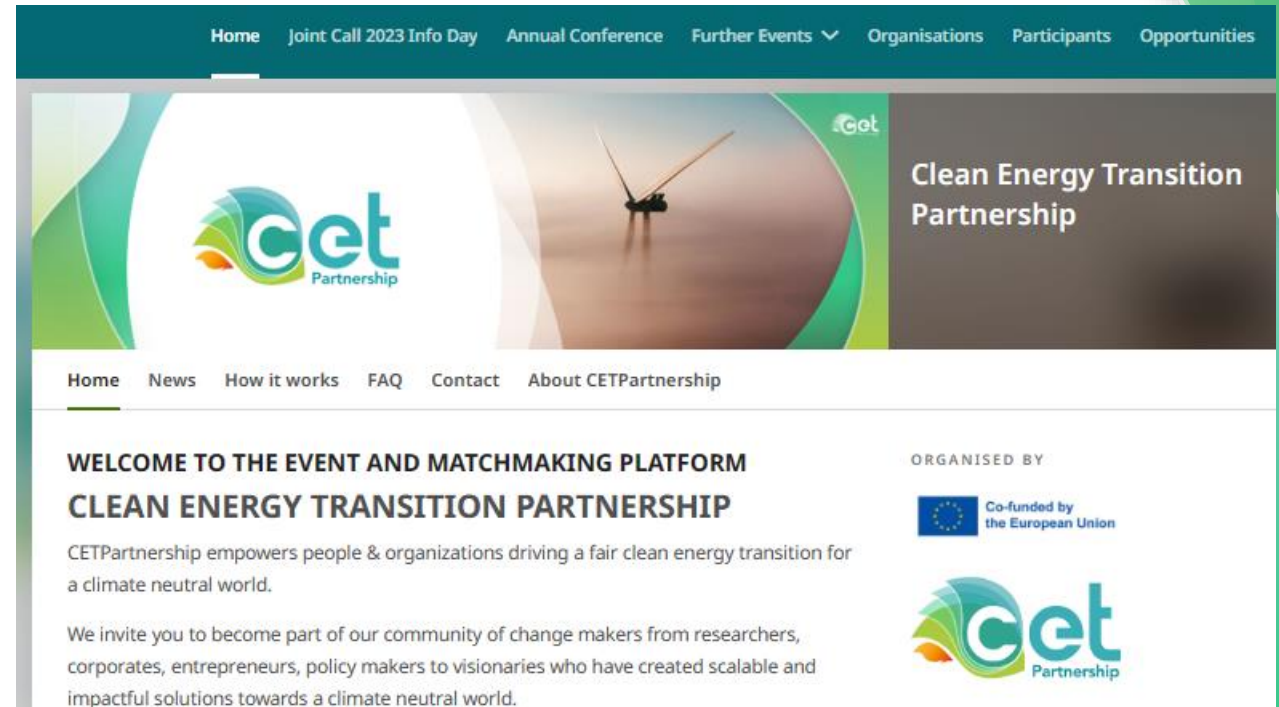 Home Joint Call 2023 Info Day Annual Conference Further Events Organisations Participants Opportunities
cet
cet
Partnership
Clean Energy Transition
Partnership
Home News How it works FAQ Contact About CETPartnership
WELCOME TO THE EVENT AND MATCHMAKING PLATFORM
CLEAN ENERGY TRANSITION PARTNERSHIP
CETPartnership empowers people & organizations driving a fair clean energy transition for
a climate neutral world.
We invite you to become part of our community of change makers from researchers,
corporates, entrepreneurs, policy makers to visionaries who have created scalable and
impactful solutions towards a climate neutral world.
ORGANISED BY
Co-funded by
the European Union
cet
Partnership